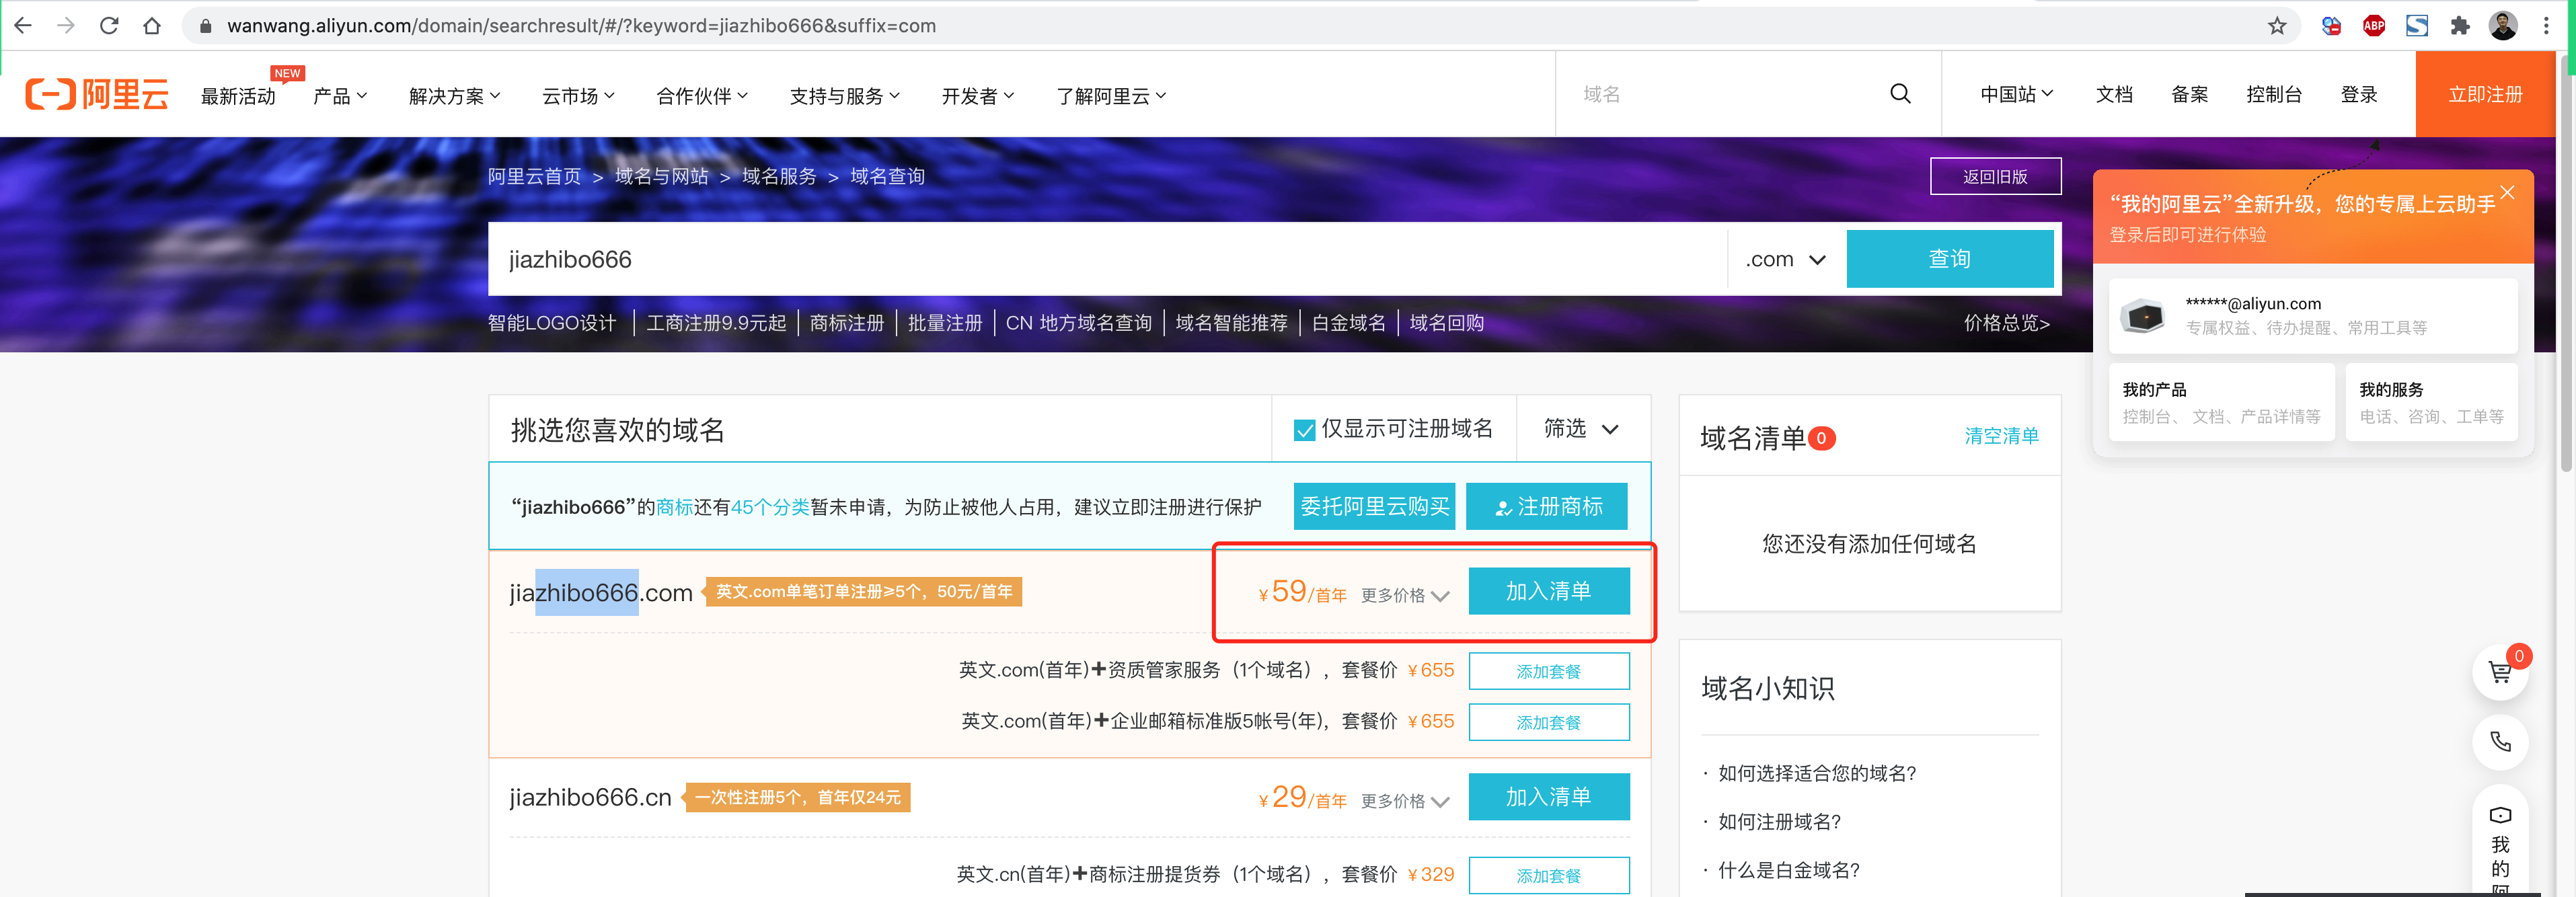 wanwang.aliyun.com/domain/searchresult/#/?keyword=jiazhibo666&suffix=com
ABP
阿里云
最新活动
NEW
产品
解决方案
云市场
合作伙伴
支持与服务
开发者
了解阿里云
域名
中国站
文档
备案
控制台
登录
立即注册
阿里云首页 > 域名与网站 > 域名服务 > 域名查询
返回旧版
jiazhibo666
.com
查询
智能LOGO设计
工商注册9.9元起
商标注册
批量注册
CN 地方域名查询
域名智能推荐
白金域名
域名回购
价格总览>
“我的阿里云”全新升级，您的专属上云助手
登录后即可进行体验
******@aliyun.com
专属权益、待办提醒、常用工具等
我的产品
控制台、文档、产品详情等
我的服务
电话、咨询、工单等
挑选您喜欢的域名
仅显示可注册域名
筛选
“jiazhibo666”的商标还有45个分类暂未申请，为防止被他人占用，建议立即注册进行保护
委托阿里云购买
注册商标
jiazhibo666.com
英文.com单笔订单注册≥5个，50元/首年
¥59/首年
更多价格
加入清单
英文.com(首年)+资质管家服务（1个域名），套餐价 ¥655
添加套餐
英文.com(首年)+企业邮箱标准版5帐号(年)，套餐价 ¥655
添加套餐
jiazhibo666.cn
一次性注册5个，首年仅24元
¥29/首年
更多价格
加入清单
英文.cn(首年)+商标注册提货券（1个域名），套餐价 ¥329
添加套餐
域名清单 0
清空清单
您还没有添加任何域名
域名小知识
· 如何选择适合您的域名?
· 如何注册域名?
· 什么是白金域名?
0
我
的
阿